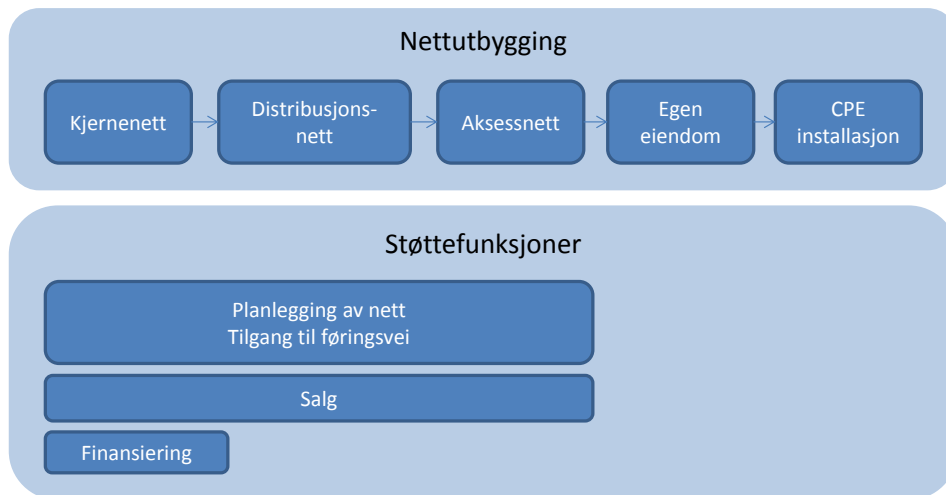 Nettutbygging
Kjernenett
Distribusjons-
nett
Aksessnett
Egen
eiendom
CPE
installasjon
Støttefunksjoner
Planlegging av nett
Tilgang til føringsvei
Salg
Finansiering